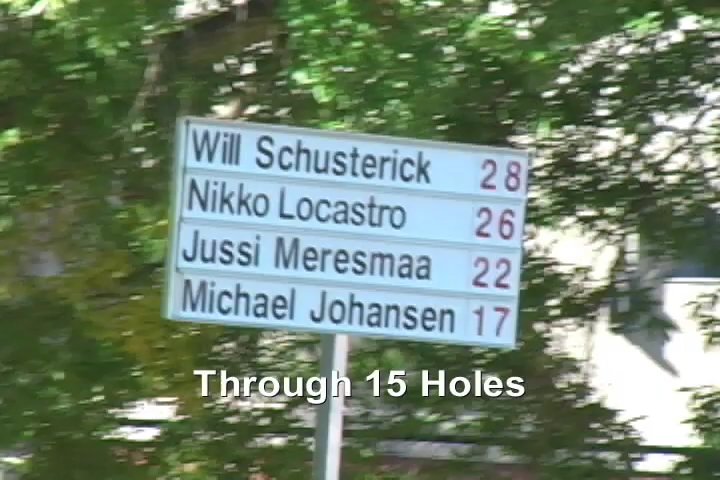 Will Schusterick 28
Nikko Locastro 26
Jussi Meresmaa 22
Michael Johansen 17
Through 15 Holes